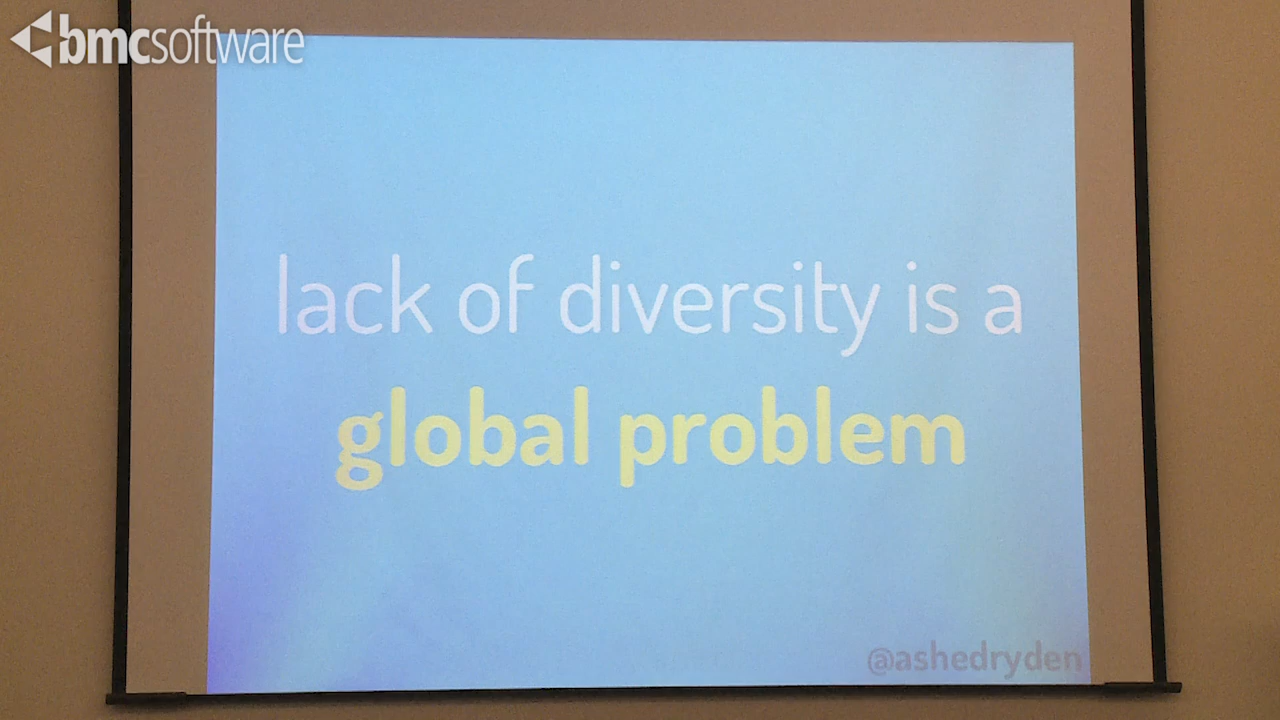 bmcsoftware
lack of diversity is a
global problem
@ashedryden